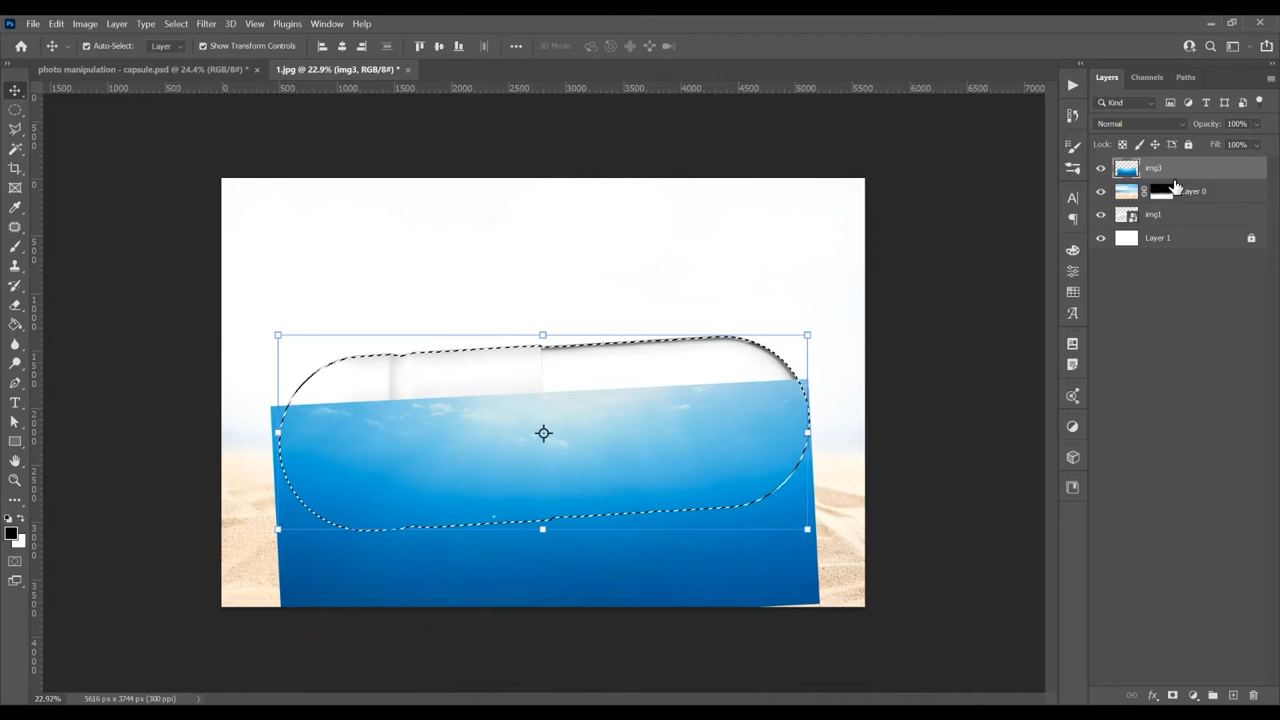 Ps File Edit Image Layer Type Select Filter 3D View Plugins Window Help
Auto-Select: Layer Show Transform Controls 3D Mode:
photo manipulation - capsule.psd @ 24.4% (RGB/8#) * × 1.jpg @ 22.9% (img3, RGB/8#) * ×
1500 1000 500 0 500 1000 1500 2000 2500 3000 3500 4000 4500 5000 5500 6000 6500 7000
Layers Channels Paths
Kind
Normal Opacity: 100%
Lock: Fill: 100%
img3
Layer 0
img1
Layer 1
22.92% 5616 px x 3744 px (300 ppi)